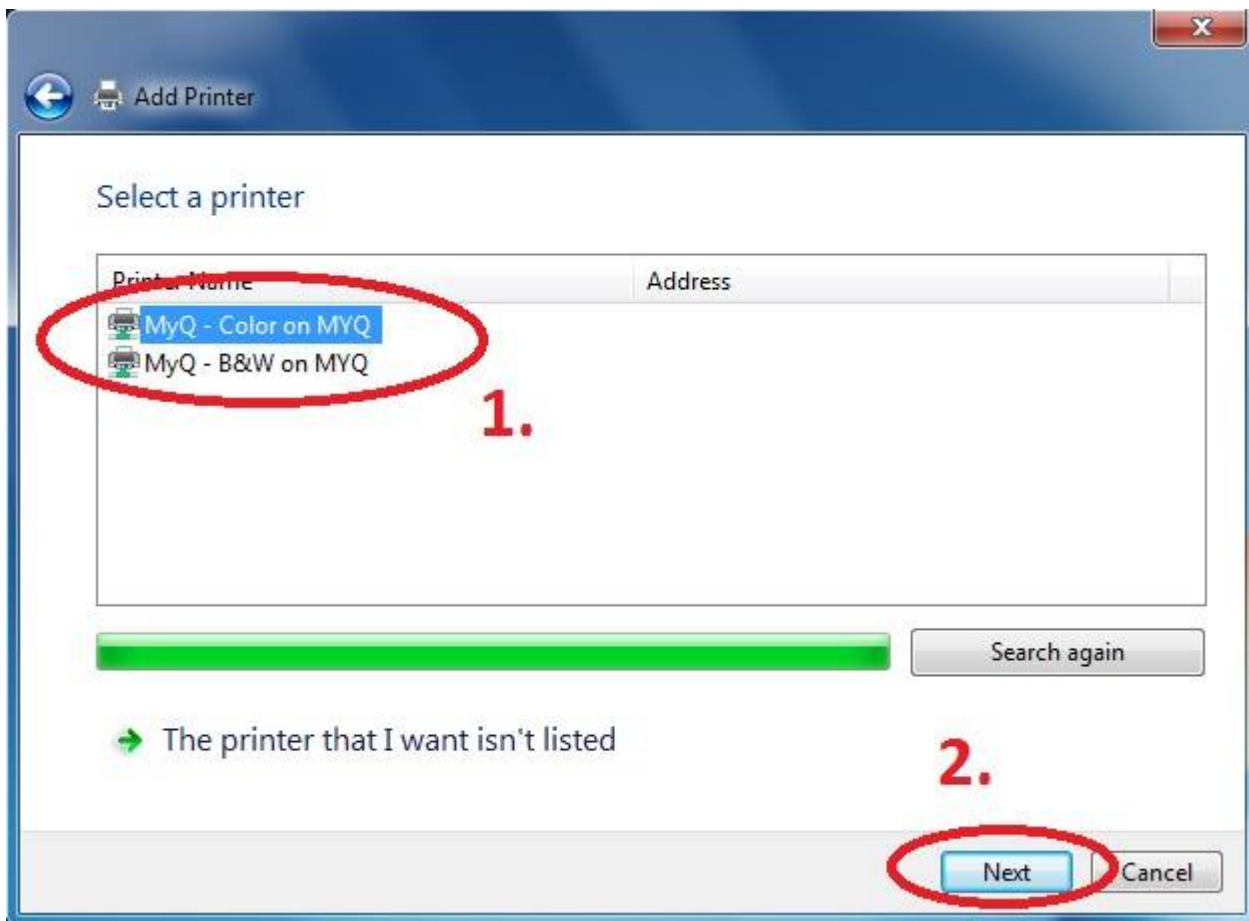 Add Printer
Select a printer
Printer Name Address
MyQ - Color on MYQ
MyQ - B&W on MYQ
1.
Search again
The printer that I want isn't listed
2.
Next Cancel